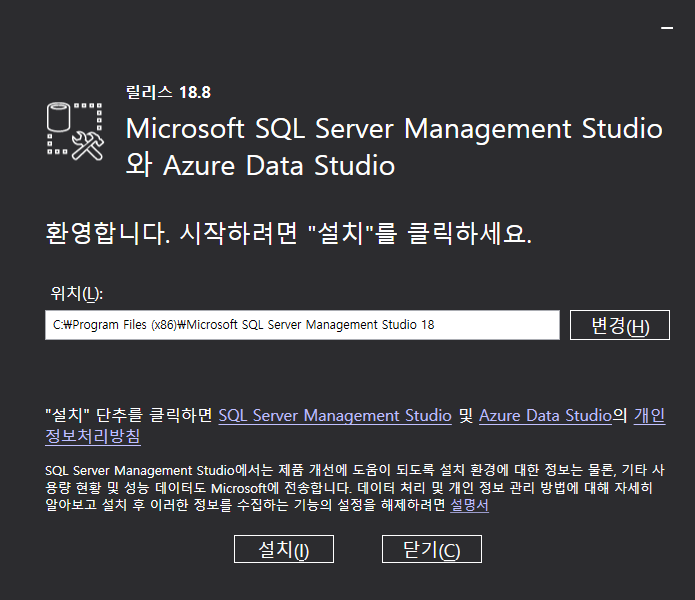 릴리스 18.8
Microsoft SQL Server Management Studio
와 Azure Data Studio
환영합니다. 시작하려면 "설치"를 클릭하세요.
위치(L):
C:₩Program Files (x86)₩Microsoft SQL Server Management Studio 18
변경(H)
"설치" 단추를 클릭하면 SQL Server Management Studio 및 Azure Data Studio의 개인
정보처리방침
SQL Server Management Studio에서는 제품 개선에 도움이 되도록 설치 환경에 대한 정보는 물론, 기타 사
용량 현황 및 성능 데이터도 Microsoft에 전송합니다. 데이터 처리 및 개인 정보 관리 방법에 대해 자세히
알아보고 설치 후 이러한 정보를 수집하는 기능의 설정을 해제하려면 설명서
설치(I)
닫기(C)